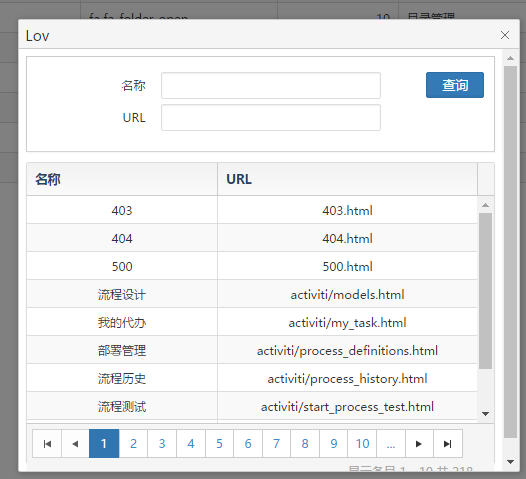 fa fa-folder-open 10 目录管理
Lov
名称
查询
URL
名称 URL
403 403.html
404 404.html
500 500.html
流程设计 activiti/models.html
我的代办 activiti/my_task.html
部署管理 activiti/process_definitions.html
流程历史 activiti/process_history.html
流程测试 activiti/start_process_test.html
1 2 3 4 5 6 7 8 9 10 ...
显示条目 1 - 10 共 218